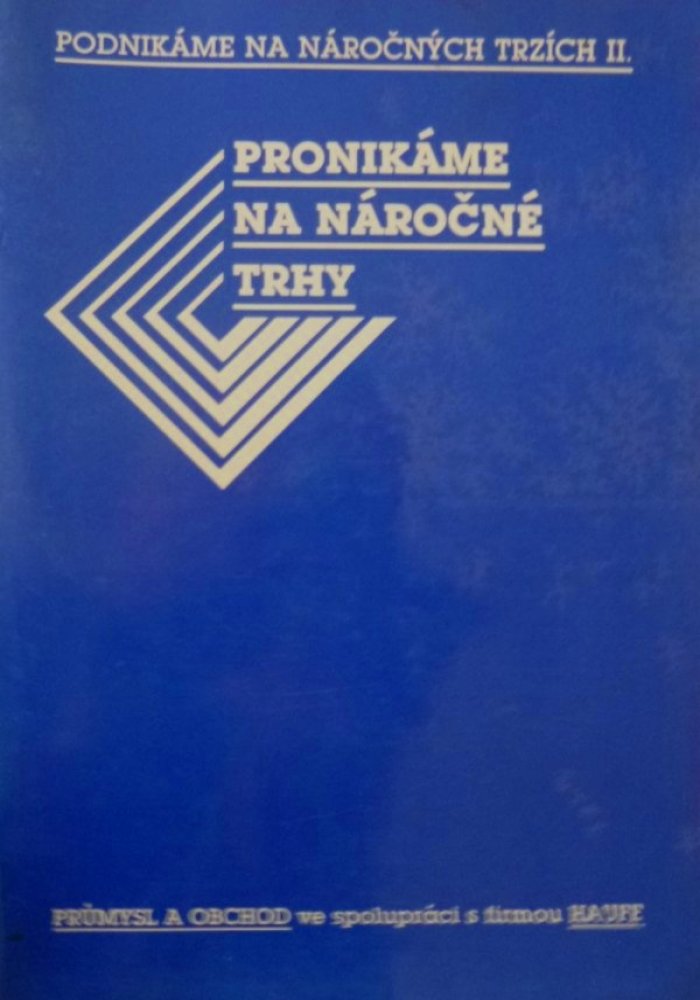 PODNIKÁME NA NÁROČNÝCH TRZÍCH II.
PRONIKÁME
NA NÁROČNÉ
TRHY
PRŮMYSL A OBCHOD ve spolupráci s firmou HAUFE